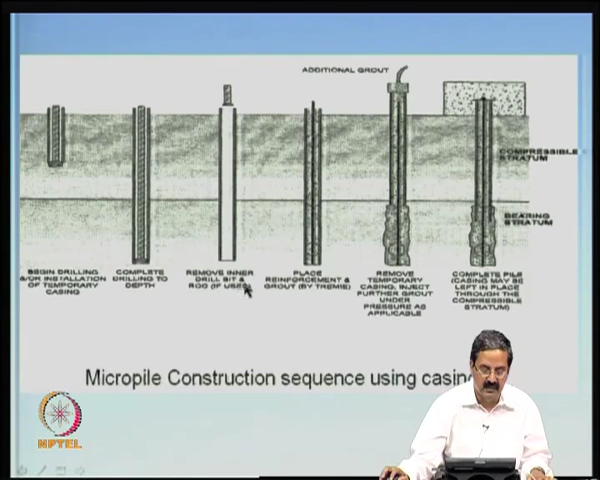 ADDITIONAL GROUT
COMPRESSIBLE
STRATUM
BEARING
STRATUM
BEGIN DRILLING
&/OR INSTALLATION
OF TEMPORARY
CASING
COMPLETE
DRILLING TO
DEPTH
REMOVE INNER
DRILL BIT &
ROD (IF USED)
PLACE
REINFORCEMENT &
GROUT (BY TREMIE)
REMOVE
TEMPORARY
CASING, INJECT
FURTHER GROUT
UNDER
PRESSURE AS
APPLICABLE
COMPLETE PILE
(CASING MAY BE
LEFT IN PLACE
THROUGH THE
COMPRESSIBLE
STRATUM)
Micropile Construction sequence using casing
NPTEL